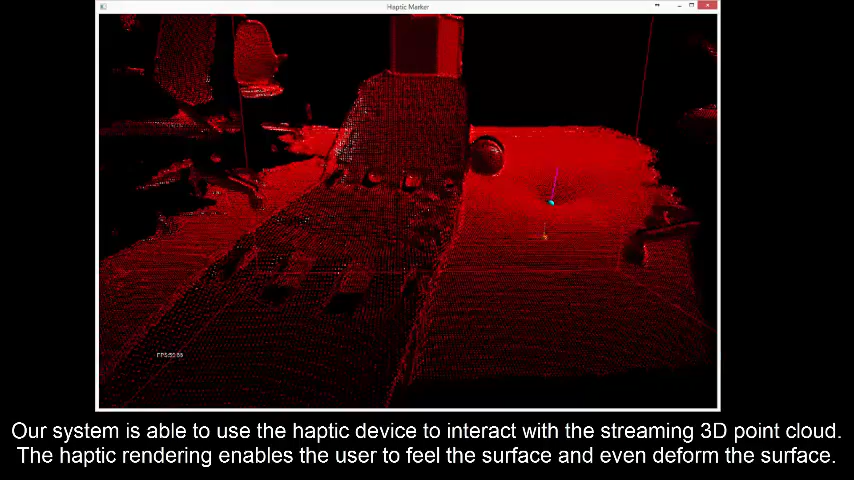 Haptic Marker
Our system is able to use the haptic device to interact with the streaming 3D point cloud.
The haptic rendering enables the user to feel the surface and even deform the surface.